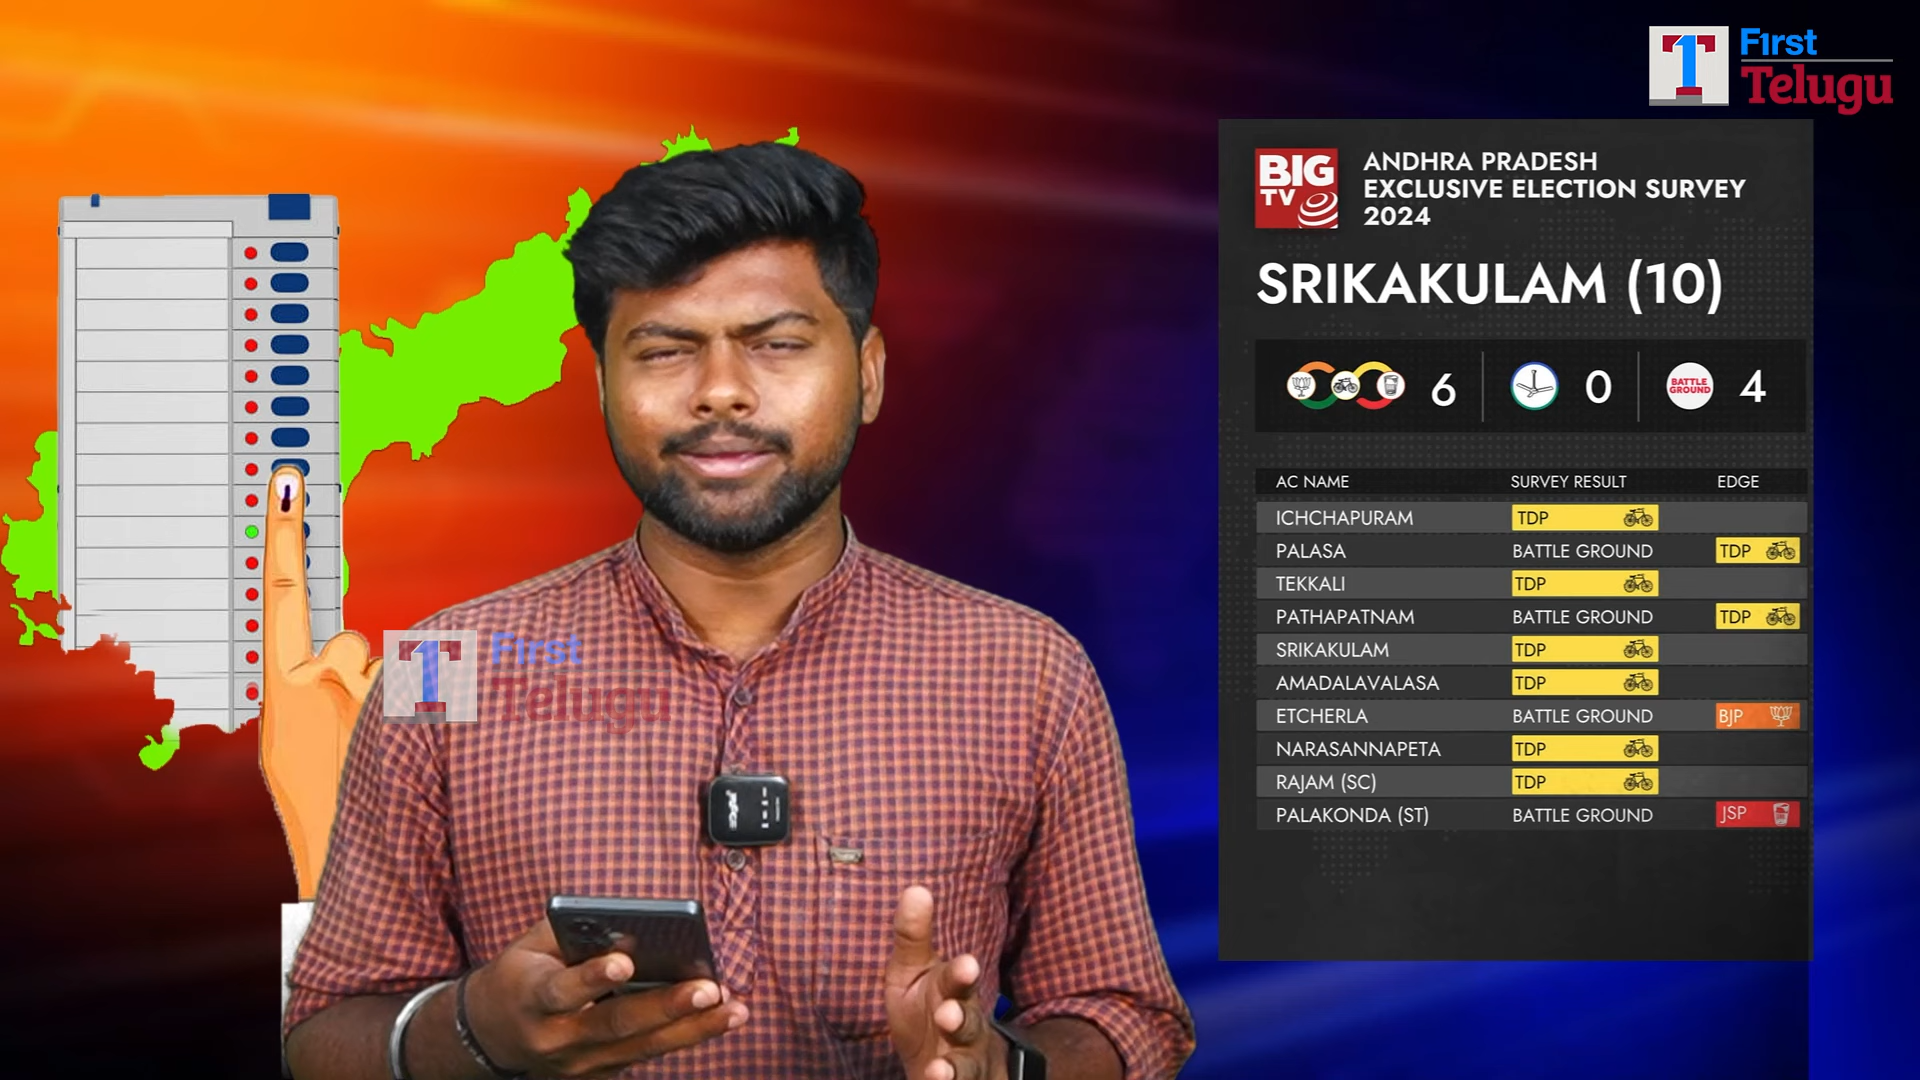 First
Telugu
BIG
TV
ANDHRA PRADESH
EXCLUSIVE ELECTION SURVEY
2024
SRIKAKULAM (10)
6 0 BATTLE GROUND 4
AC NAME SURVEY RESULT EDGE
ICHCHAPURAM TDP
PALASA BATTLE GROUND TDP
TEKKALI TDP
PATHAPATNAM BATTLE GROUND TDP
SRIKAKULAM TDP
AMADALAVALASA TDP
ETCHERLA BATTLE GROUND BJP
NARASANNAPETA TDP
RAJAM (SC) TDP
PALAKONDA (ST) BATTLE GROUND JSP
First
Telugu